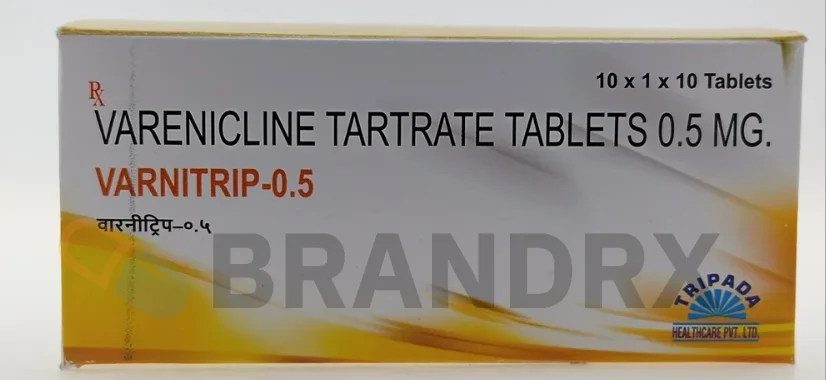 10 x 1 x 10 Tablets
Rx
VARENICLINE TARTRATE TABLETS 0.5 MG.
VARNITRIP-0.5
वारनीट्रिप-०.५
BRANDRX
TRIPADA
HEALTHCARE PVT. LTD.